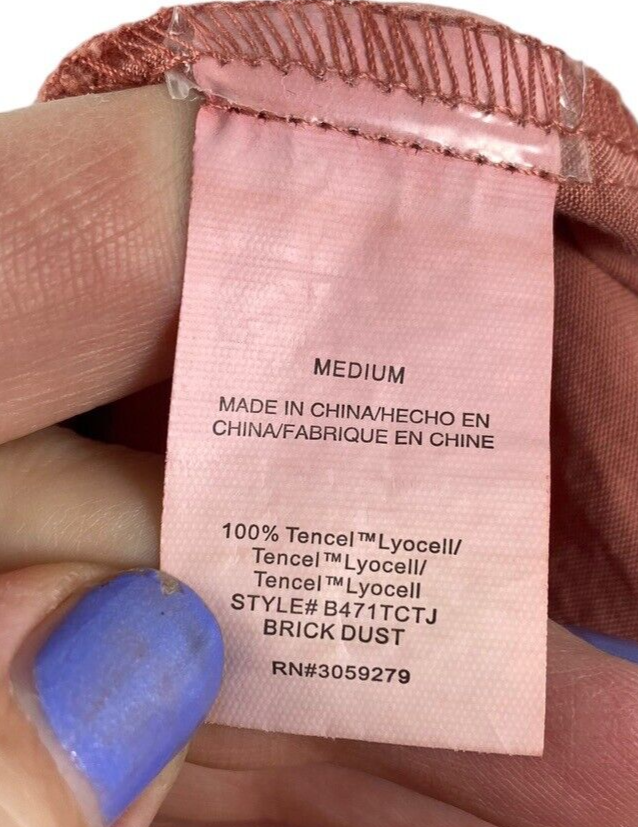 MEDIUM
MADE IN CHINA/HECHO EN
CHINA/FABRIQUE EN CHINE
100% Tencel™Lyocell/
Tencel™Lyocell/
Tencel™Lyocell
STYLE# B471TCTJ
BRICK DUST
RN#3059279